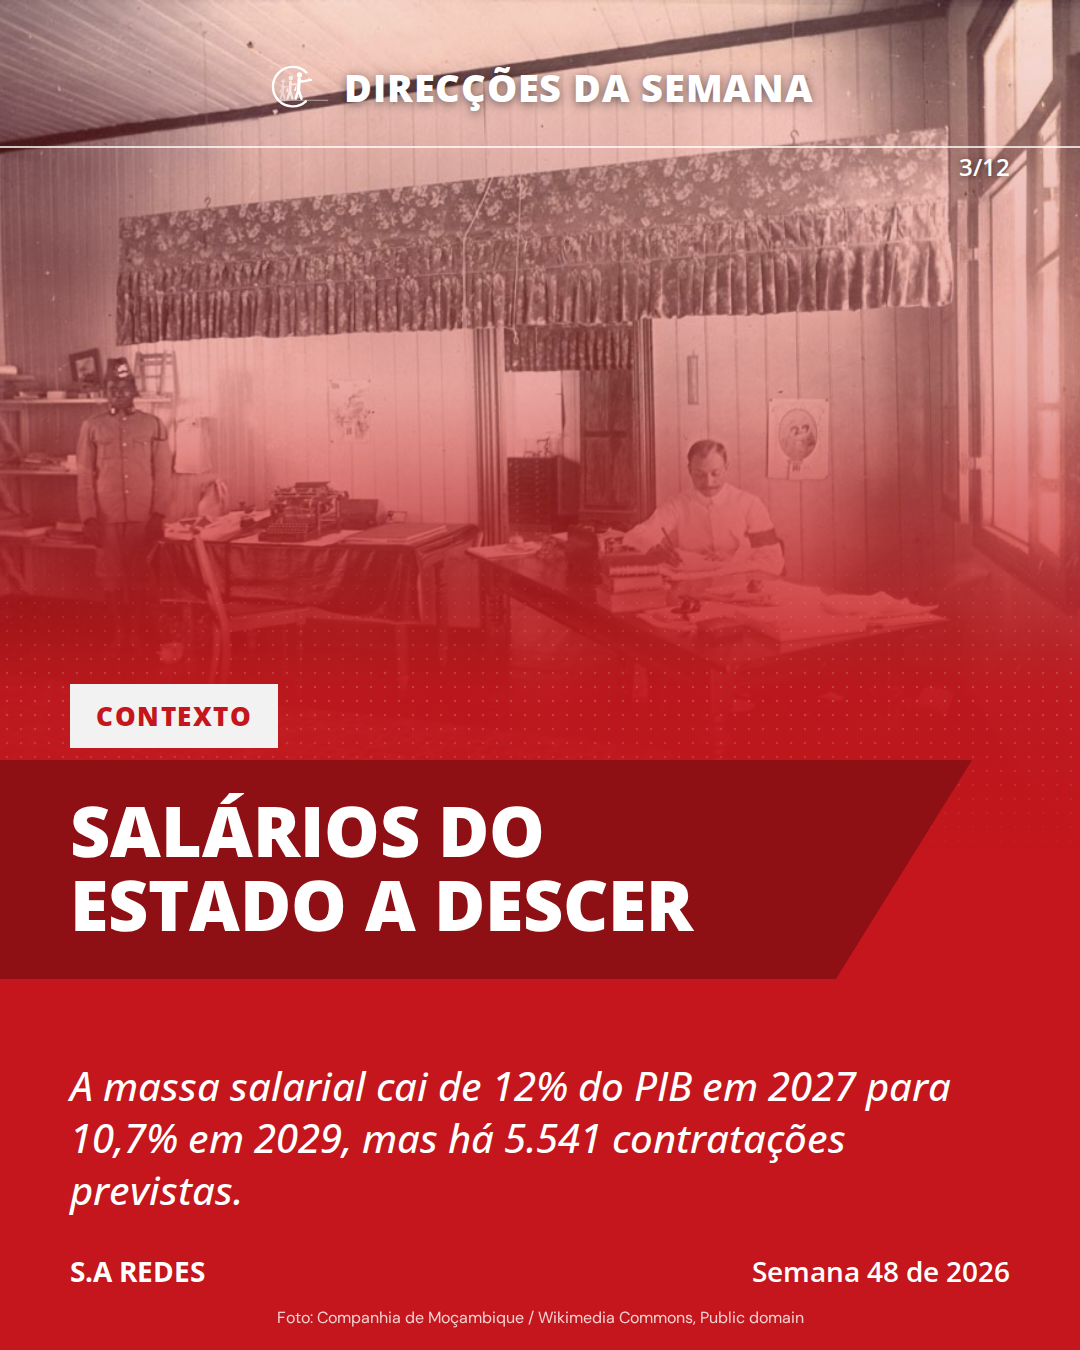 DIRECÇÕES DA SEMANA
3/12
CONTEXTO
SALÁRIOS DO
ESTADO A DESCER
A massa salarial cai de 12% do PIB em 2027 para
10,7% em 2029, mas há 5.541 contratações
previstas.
S.A REDES
Semana 48 de 2026
Foto: Companhia de Moçambique / Wikimedia Commons, Public domain